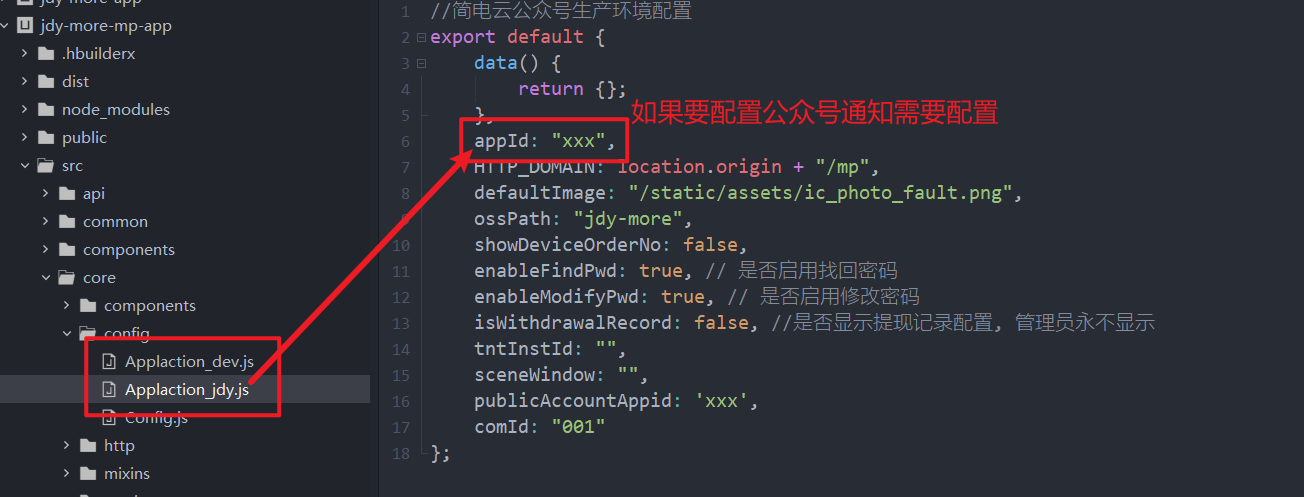 jdy-more-app
jdy-more-mp-app
.hbuilderx
dist
node_modules
public
src
api
common
components
core
components
config
Applaction_dev.js
Applaction_jdy.js
Config.js
http
mixins
1 //简电云公众号生产环境配置
2 export default {
3 data() {
4 return {};
5 },
如果要配置公众号通知需要配置
6 appId: "xxx",
7 HTTP_DOMAIN: location.origin + "/mp",
8 defaultImage: "/static/assets/ic_photo_fault.png",
9 ossPath: "jdy-more",
10 showDeviceOrderNo: false,
11 enableFindPwd: true, // 是否启用找回密码
12 enableModifyPwd: true, // 是否启用修改密码
13 isWithdrawalRecord: false, //是否显示提现记录配置, 管理员永不显示
14 tntInstId: "",
15 sceneWindow: "",
16 publicAccountAppid: 'xxx',
17 comId: "001"
18 };